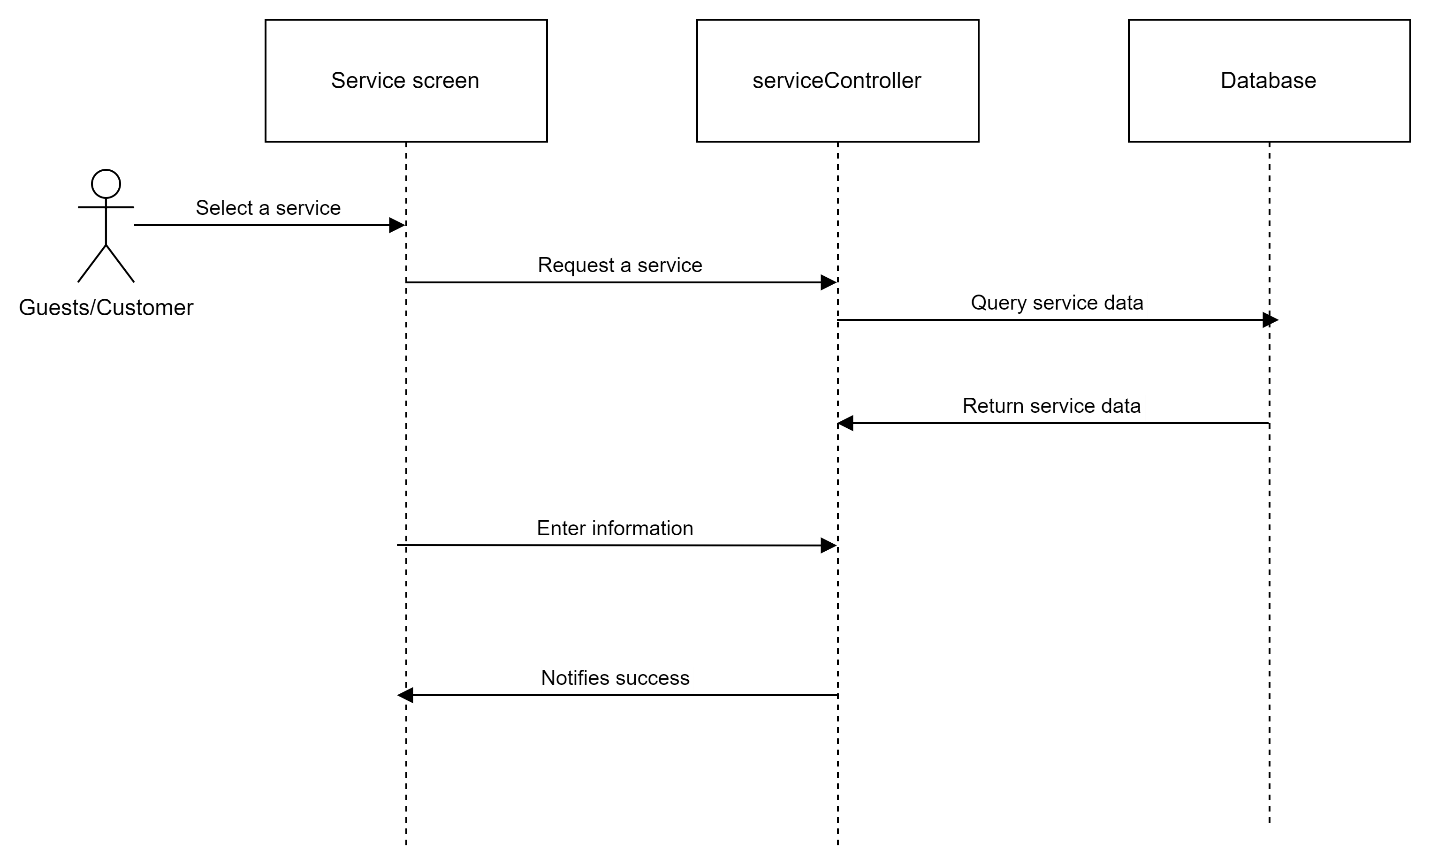 Service screen
serviceController
Database
Select a service
Request a service
Guests/Customer
Query service data
Return service data
Enter information
Notifies success